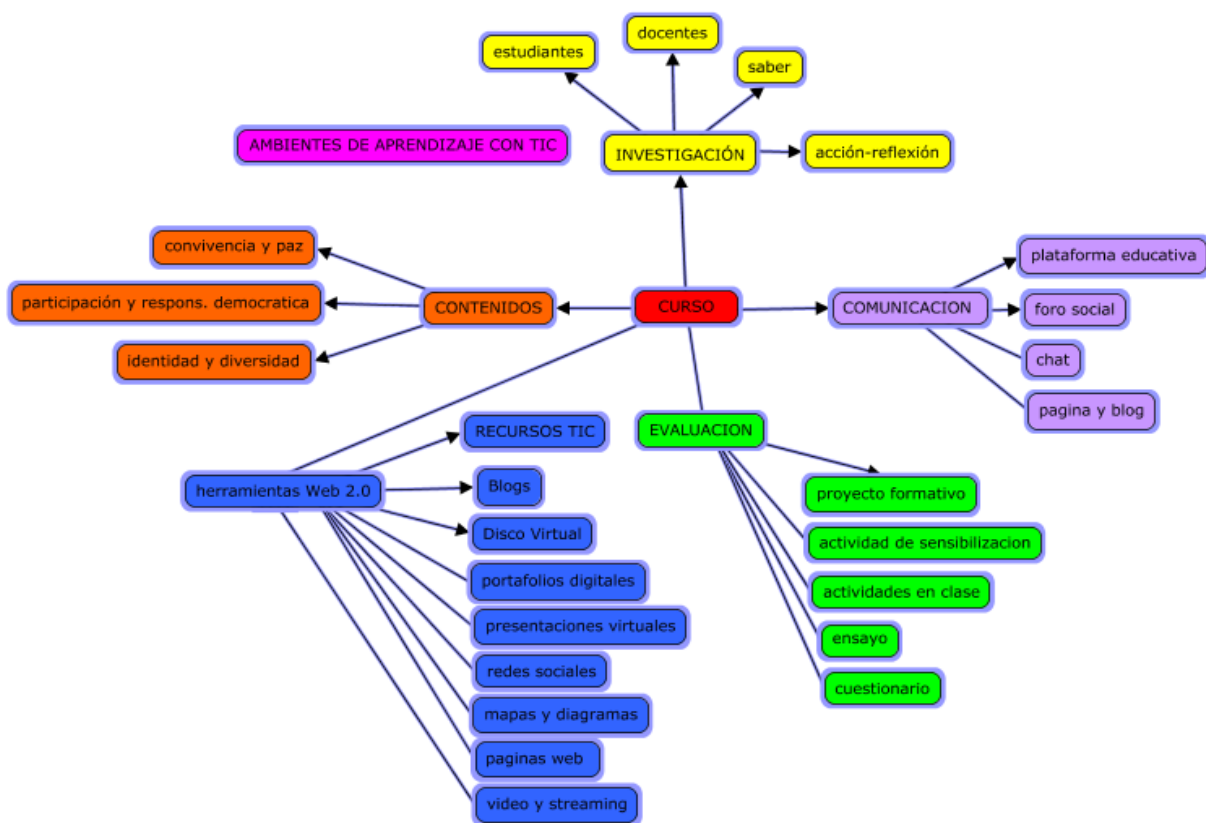 docentes
estudiantes
saber
AMBIENTES DE APRENDIZAJE CON TIC
INVESTIGACIÓN
acción-reflexión
convivencia y paz
participación y respons. democratica
identidad y diversidad
CONTENIDOS
CURSO
COMUNICACION
plataforma educativa
foro social
chat
pagina y blog
herramientas Web 2.0
RECURSOS TIC
Blogs
Disco Virtual
portafolios digitales
presentaciones virtuales
redes sociales
mapas y diagramas
paginas web
video y streaming
EVALUACION
proyecto formativo
actividad de sensibilizacion
actividades en clase
ensayo
cuestionario